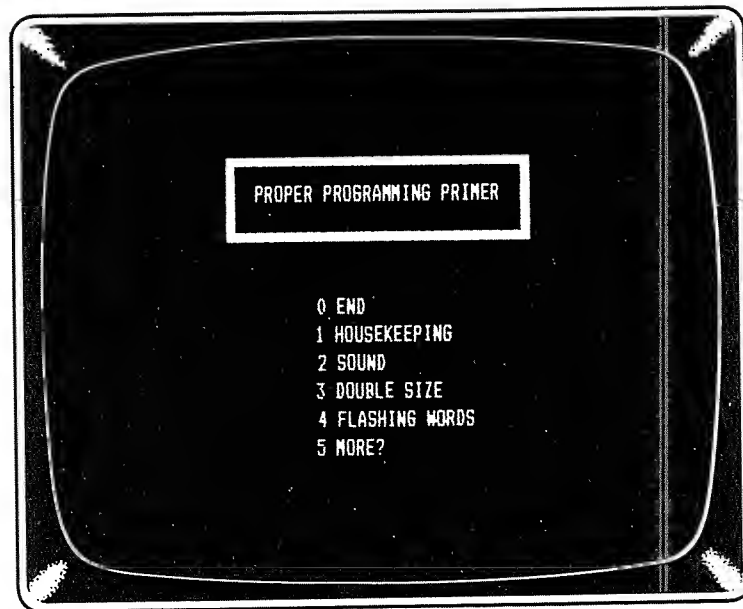 PROPER PROGRAMMING PRIMER
0 END
1 HOUSEKEEPING
2 SOUND
3 DOUBLE SIZE
4 FLASHING WORDS
5 MORE?